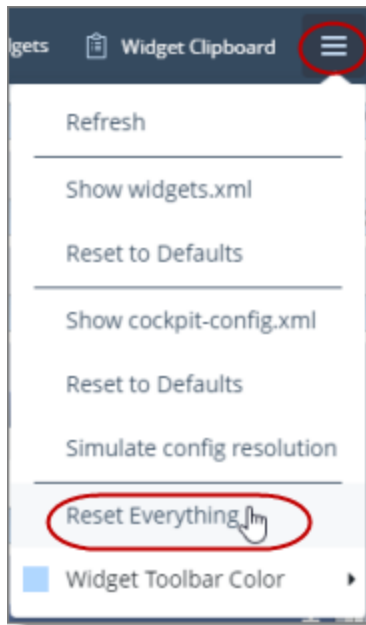 lgets Widget Clipboard
Refresh
Show widgets.xml
Reset to Defaults
Show cockpit-config.xml
Reset to Defaults
Simulate config resolution
Reset Everything
Widget Toolbar Color